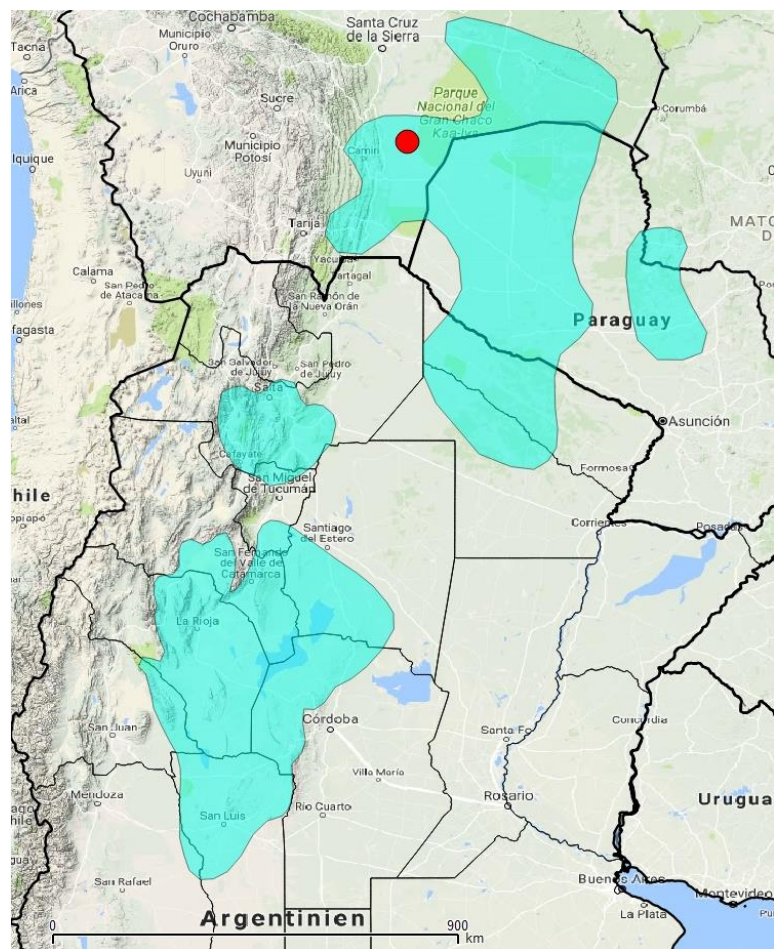 Cochabamba
Santa Cruz
de la Sierra
Tacna
Municipio
Oruro
Arica
Parque
Nacional del
Gran Chaco
Kaa-Iya
Corumbá
Sucre
Municipio
Potosí
Camiri
Iquique
Uyuni
Tarija
Yacuiba
Tartagal
Calama
San Pedro
de Atacama
San Ramón de
la Nueva Orán
Paraguay
San Salvador
de Jujuy
San Pedro
de Jujuy
Salta
Asunción
Cafayate
San Miguel
de Tucumán
Formosa
hile
Corrientes
Posadas
Santiago
del Estero
San Fernando
del Valle de
Catamarca
La Rioja
Córdoba
San Juan
Santa Fe
Concordia
Villa María
Mendoza
Río Cuarto
Rosario
San Luis
Urugua
San Rafael
Buenos Aires
Montevideo
La Plata
Argentinien
0
900
km